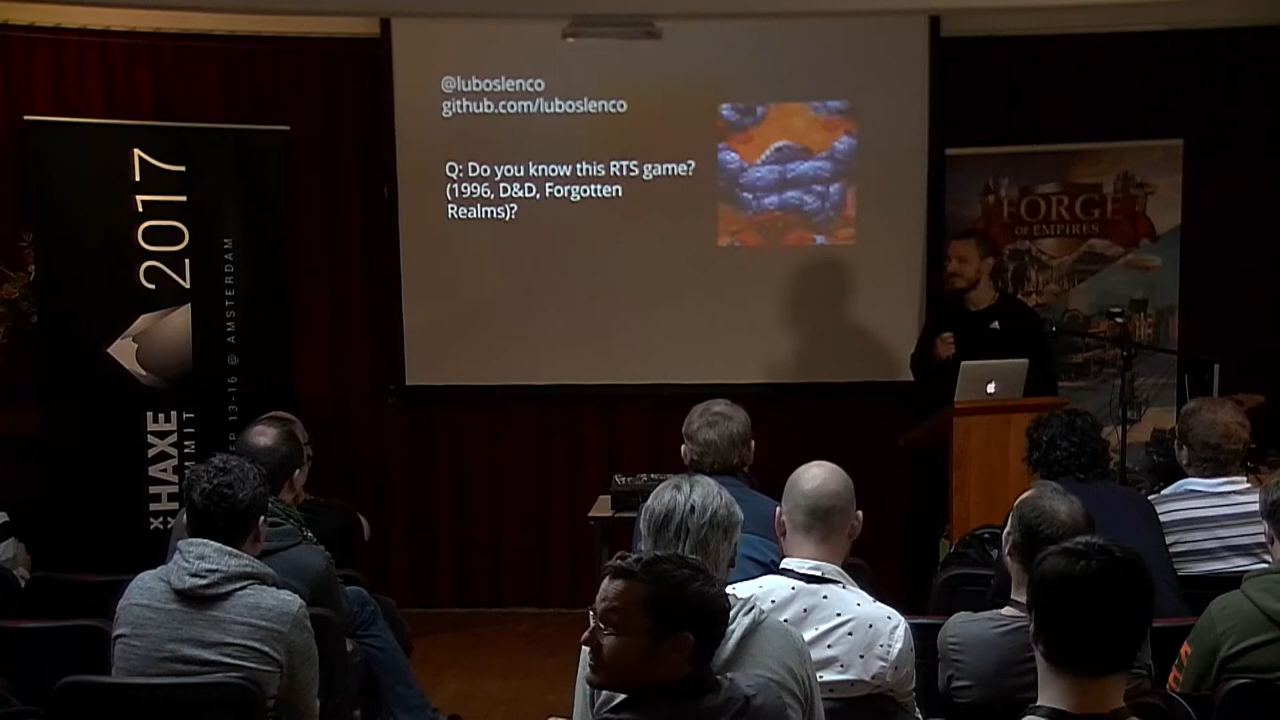 @luboslenco
github.com/luboslenco
Q: Do you know this RTS game?
(1996, D&D, Forgotten
Realms)?
2017
HAXE
@ AMSTERDAM
FORGE
OF EMPIRES